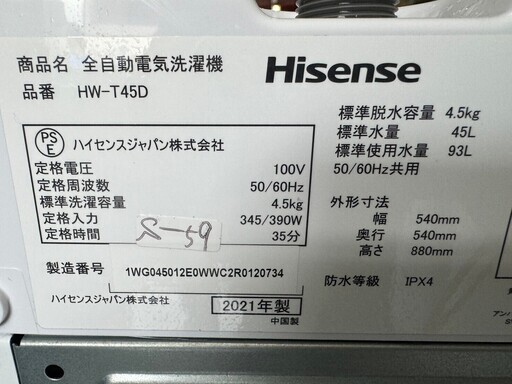 商品名 全自動電気洗濯機
品番 HW-T45D
Hisense
PS
E
ハイセンスジャパン株式会社
定格電圧 100V
定格周波数 50/60Hz
標準洗濯容量 4.5kg
定格入力 345/390W
定格時間 35分
S-59
製造番号 1WG045012E0WWC2R0120734
ハイセンスジャパン株式会社
2021年製
中国製
標準脱水容量 4.5kg
標準水量 45L
標準使用水量 93L
50/60Hz共用
外形寸法
幅 540mm
奥行 540mm
高さ 880mm
防水等級 IPX4